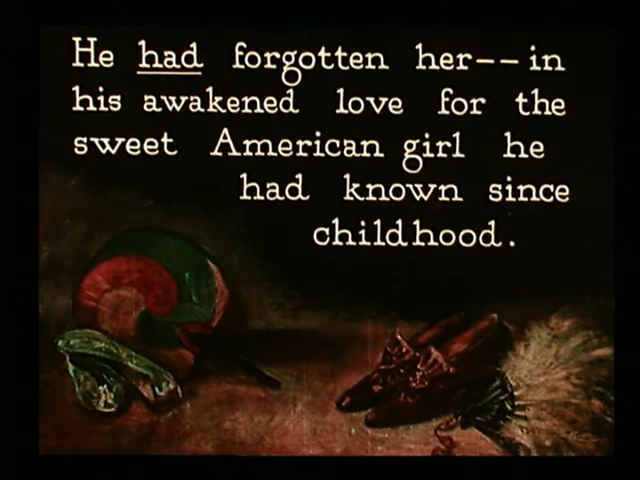 He had forgotten her--in
his awakened love for the
sweet American girl he
had known since
childhood.